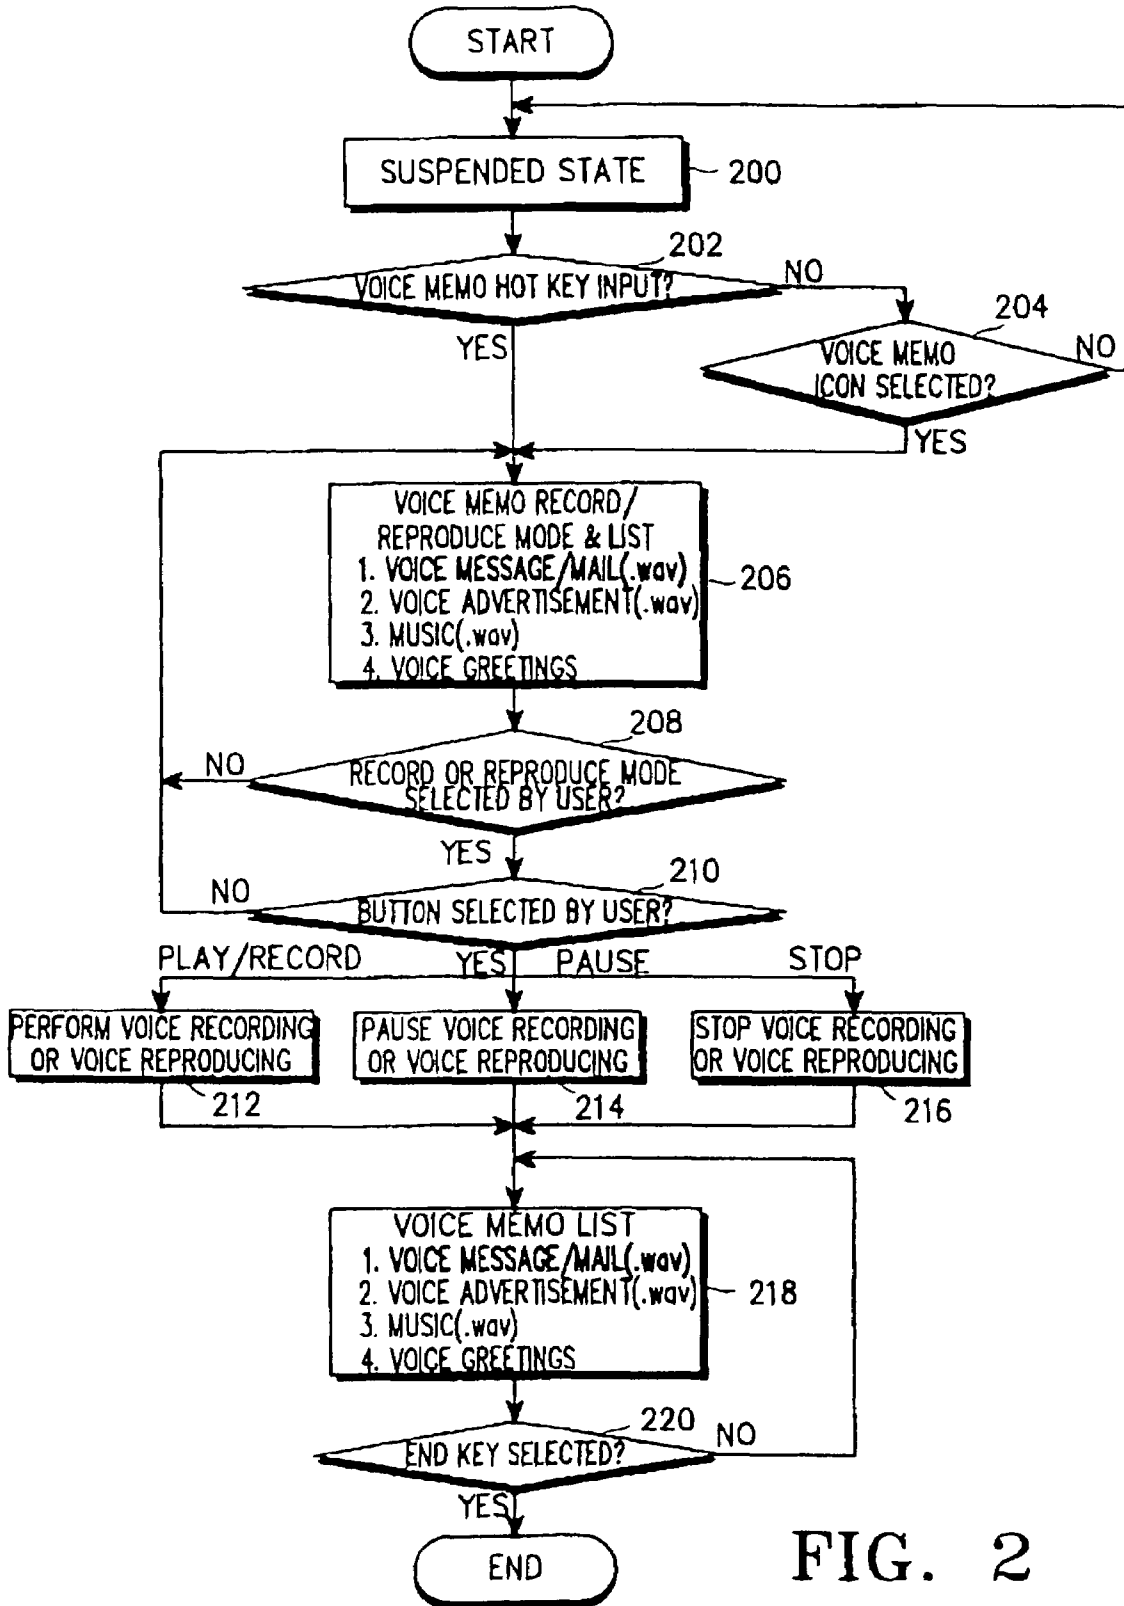 START
SUSPENDED STATE
200
202
VOICE MEMO HOT KEY INPUT?
NO
YES
204
VOICE MEMO
ICON SELECTED?
NO
YES
VOICE MEMO RECORD/
REPRODUCE MODE & LIST
1. VOICE MESSAGE/MAIL(.wav)
2. VOICE ADVERTISEMENT(.wav)
3. MUSIC(.wav)
4. VOICE GREETINGS
206
208
NO
RECORD OR REPRODUCE MODE
SELECTED BY USER?
YES
210
NO
BUTTON SELECTED BY USER?
PLAY/RECORD
YES
PAUSE
STOP
PERFORM VOICE RECORDING
OR VOICE REPRODUCING
212
PAUSE VOICE RECORDING
OR VOICE REPRODUCING
214
STOP VOICE RECORDING
OR VOICE REPRODUCING
216
VOICE MEMO LIST
1. VOICE MESSAGE/MAIL(.wav)
2. VOICE ADVERTISEMENT(.wav)
3. MUSIC(.wav)
4. VOICE GREETINGS
218
220
END KEY SELECTED?
NO
YES
END
FIG. 2